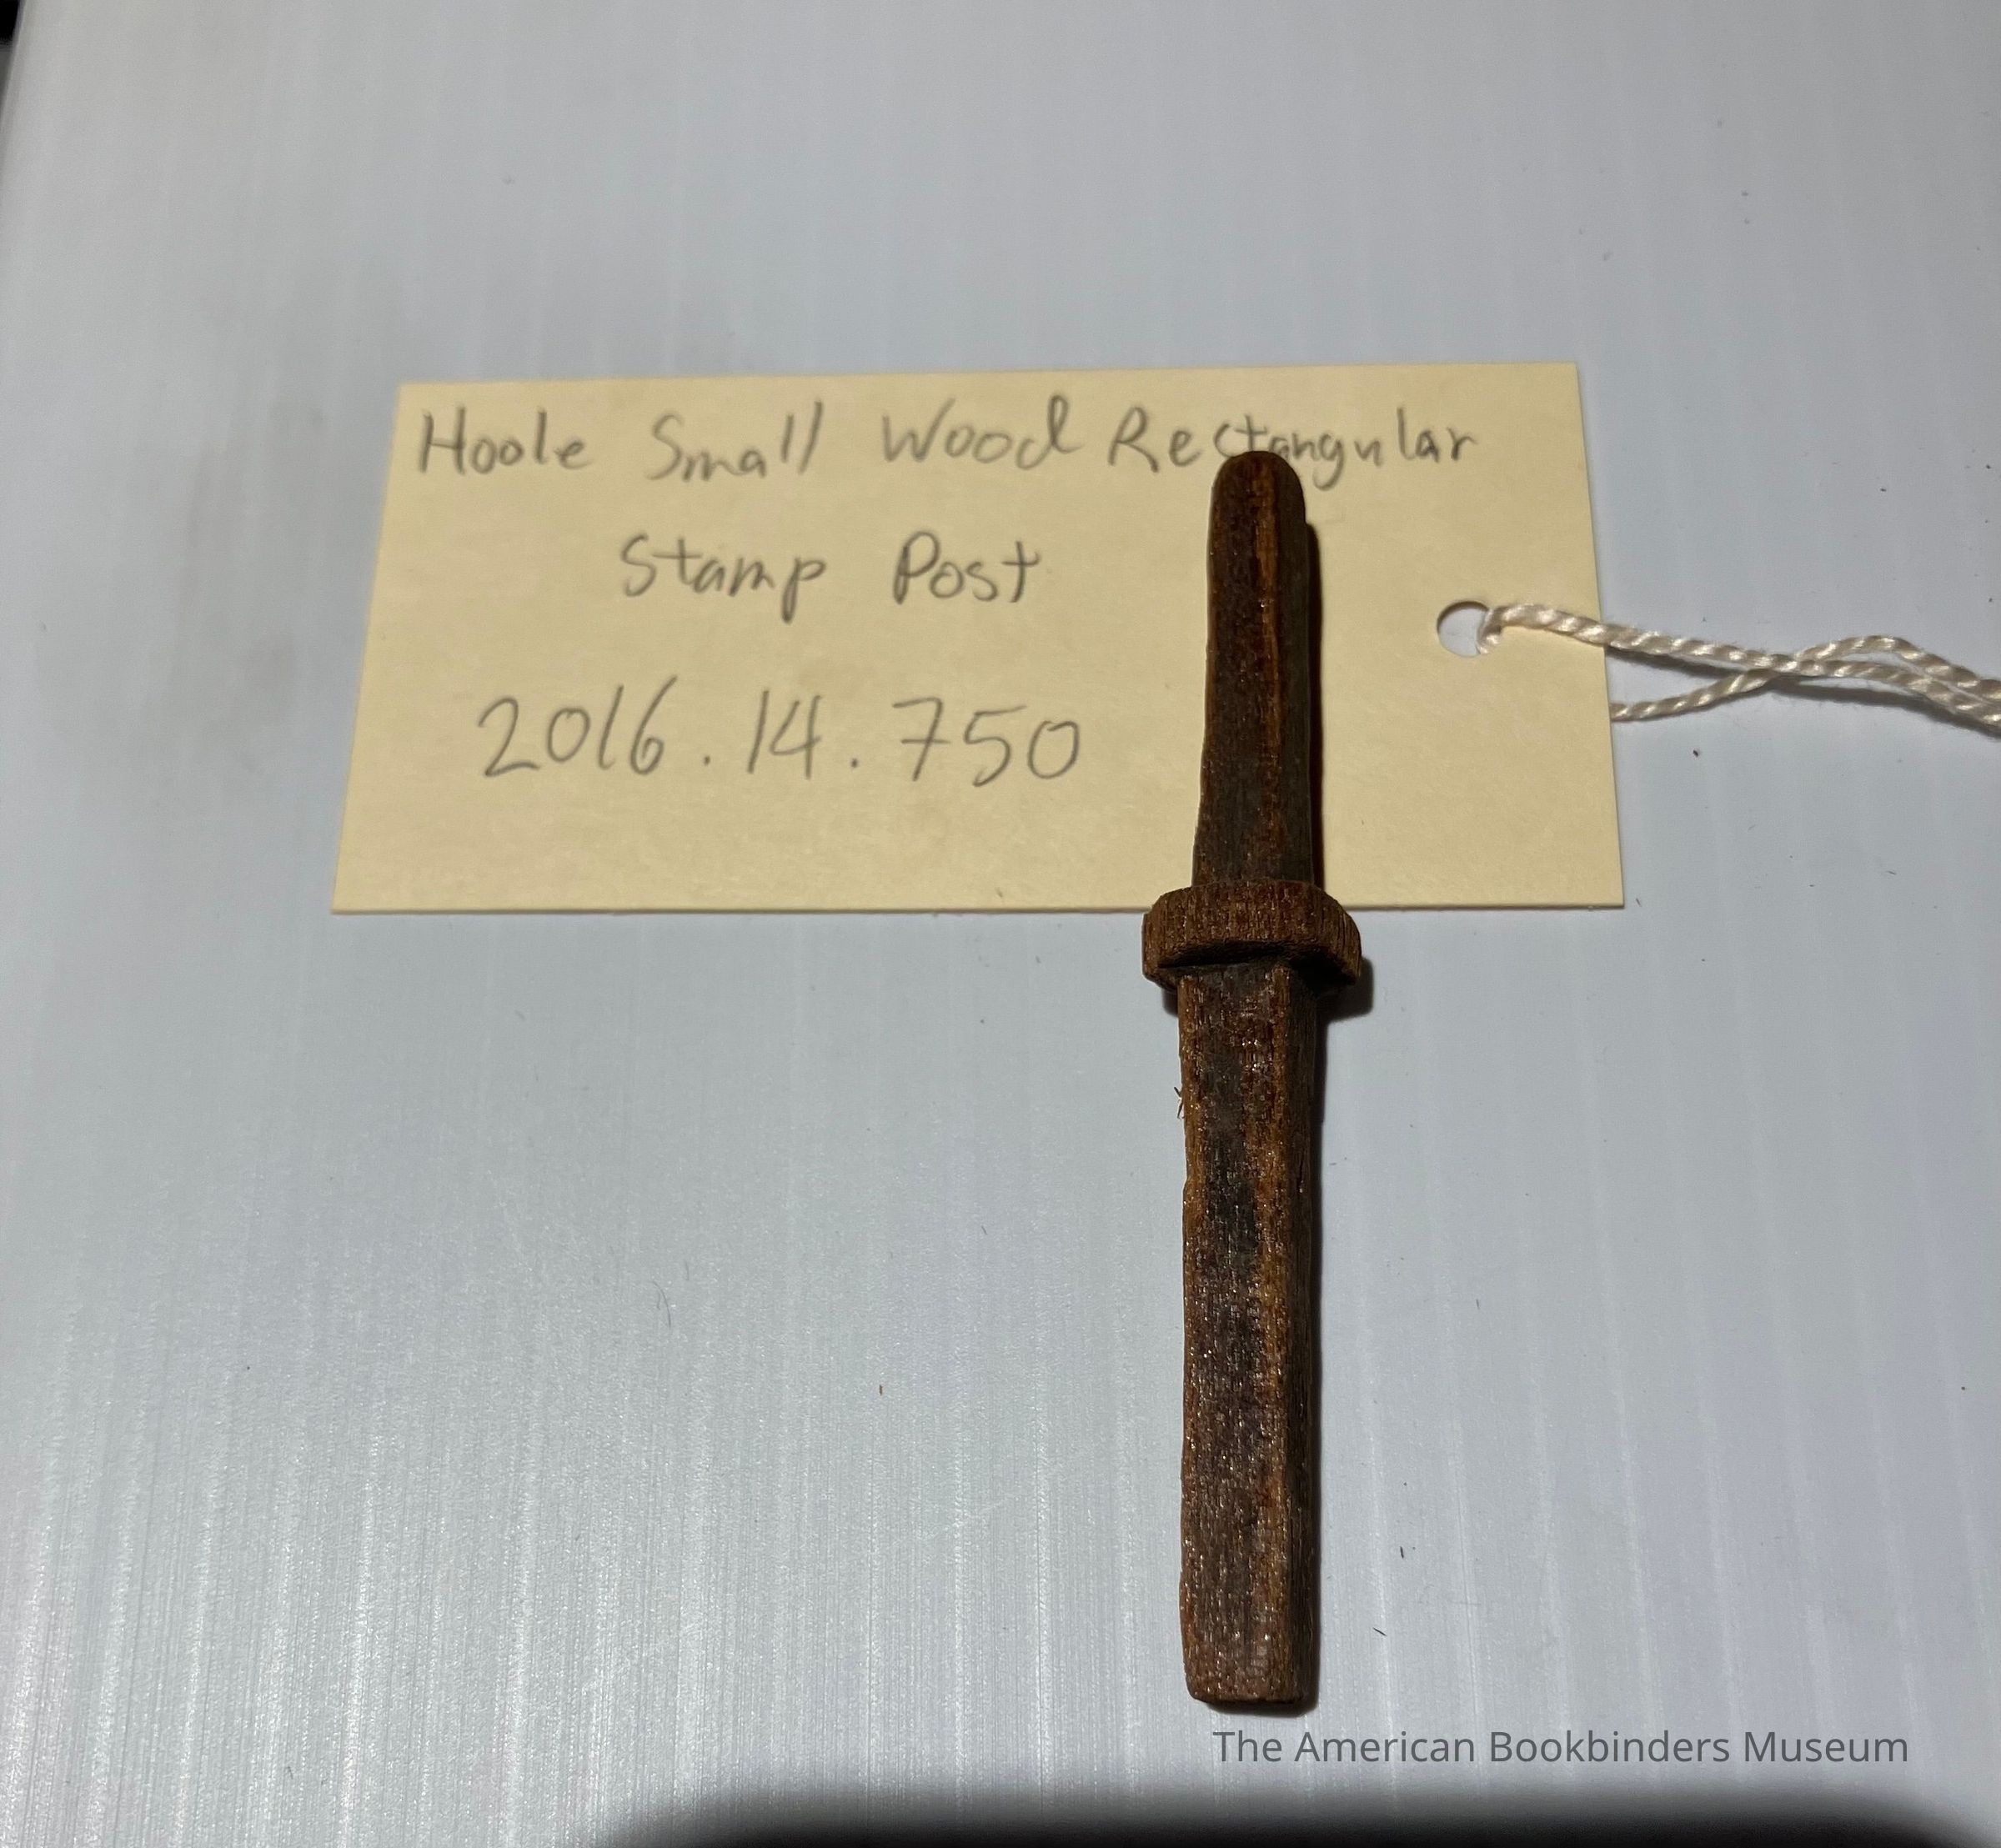 Hoole Small Wood Rectangular
Stamp Post
2016.14.750
The American Bookbinders Museum